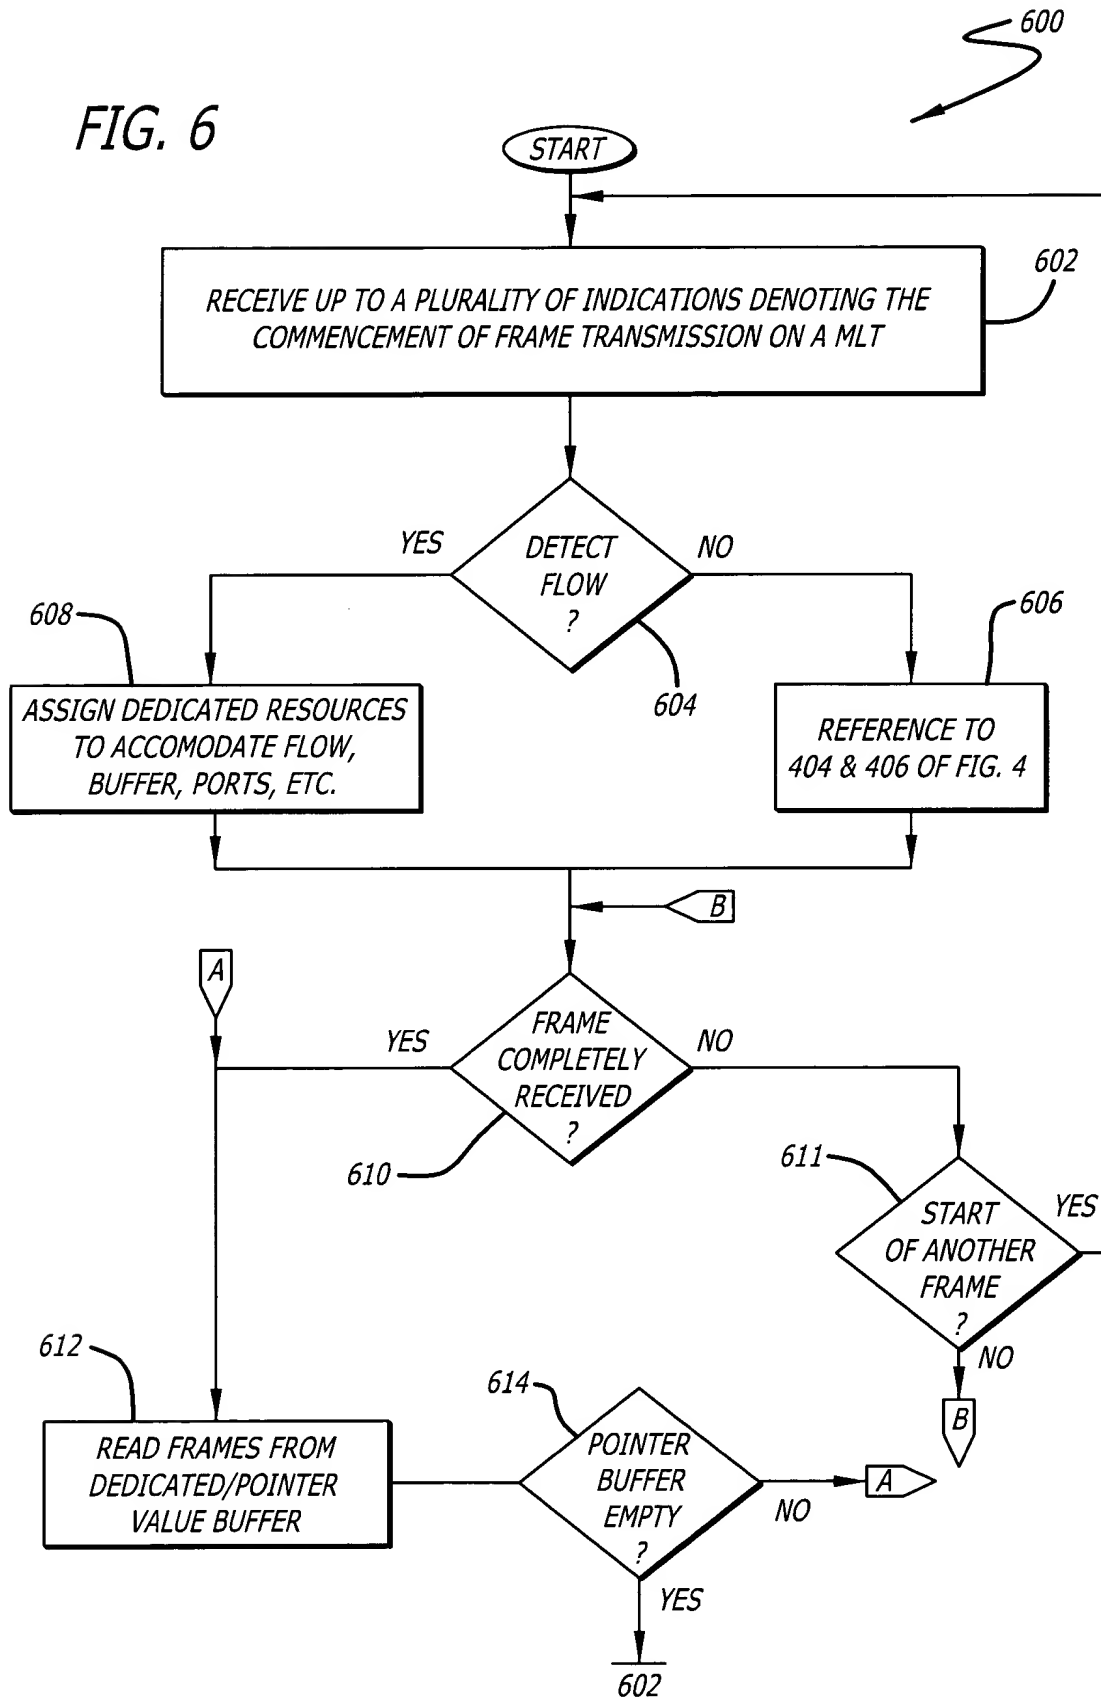 600
FIG. 6
START
602
RECEIVE UP TO A PLURALITY OF INDICATIONS DENOTING THE
COMMENCEMENT OF FRAME TRANSMISSION ON A MLT
YES
DETECT
FLOW
?
NO
608
604
606
ASSIGN DEDICATED RESOURCES
TO ACCOMODATE FLOW,
BUFFER, PORTS, ETC.
REFERENCE TO
404 & 406 OF FIG. 4
B
A
YES
FRAME
COMPLETELY
RECEIVED
?
NO
610
611
START
OF ANOTHER
FRAME
?
YES
NO
B
612
READ FRAMES FROM
DEDICATED/POINTER
VALUE BUFFER
614
POINTER
BUFFER
EMPTY
?
NO
A
YES
602